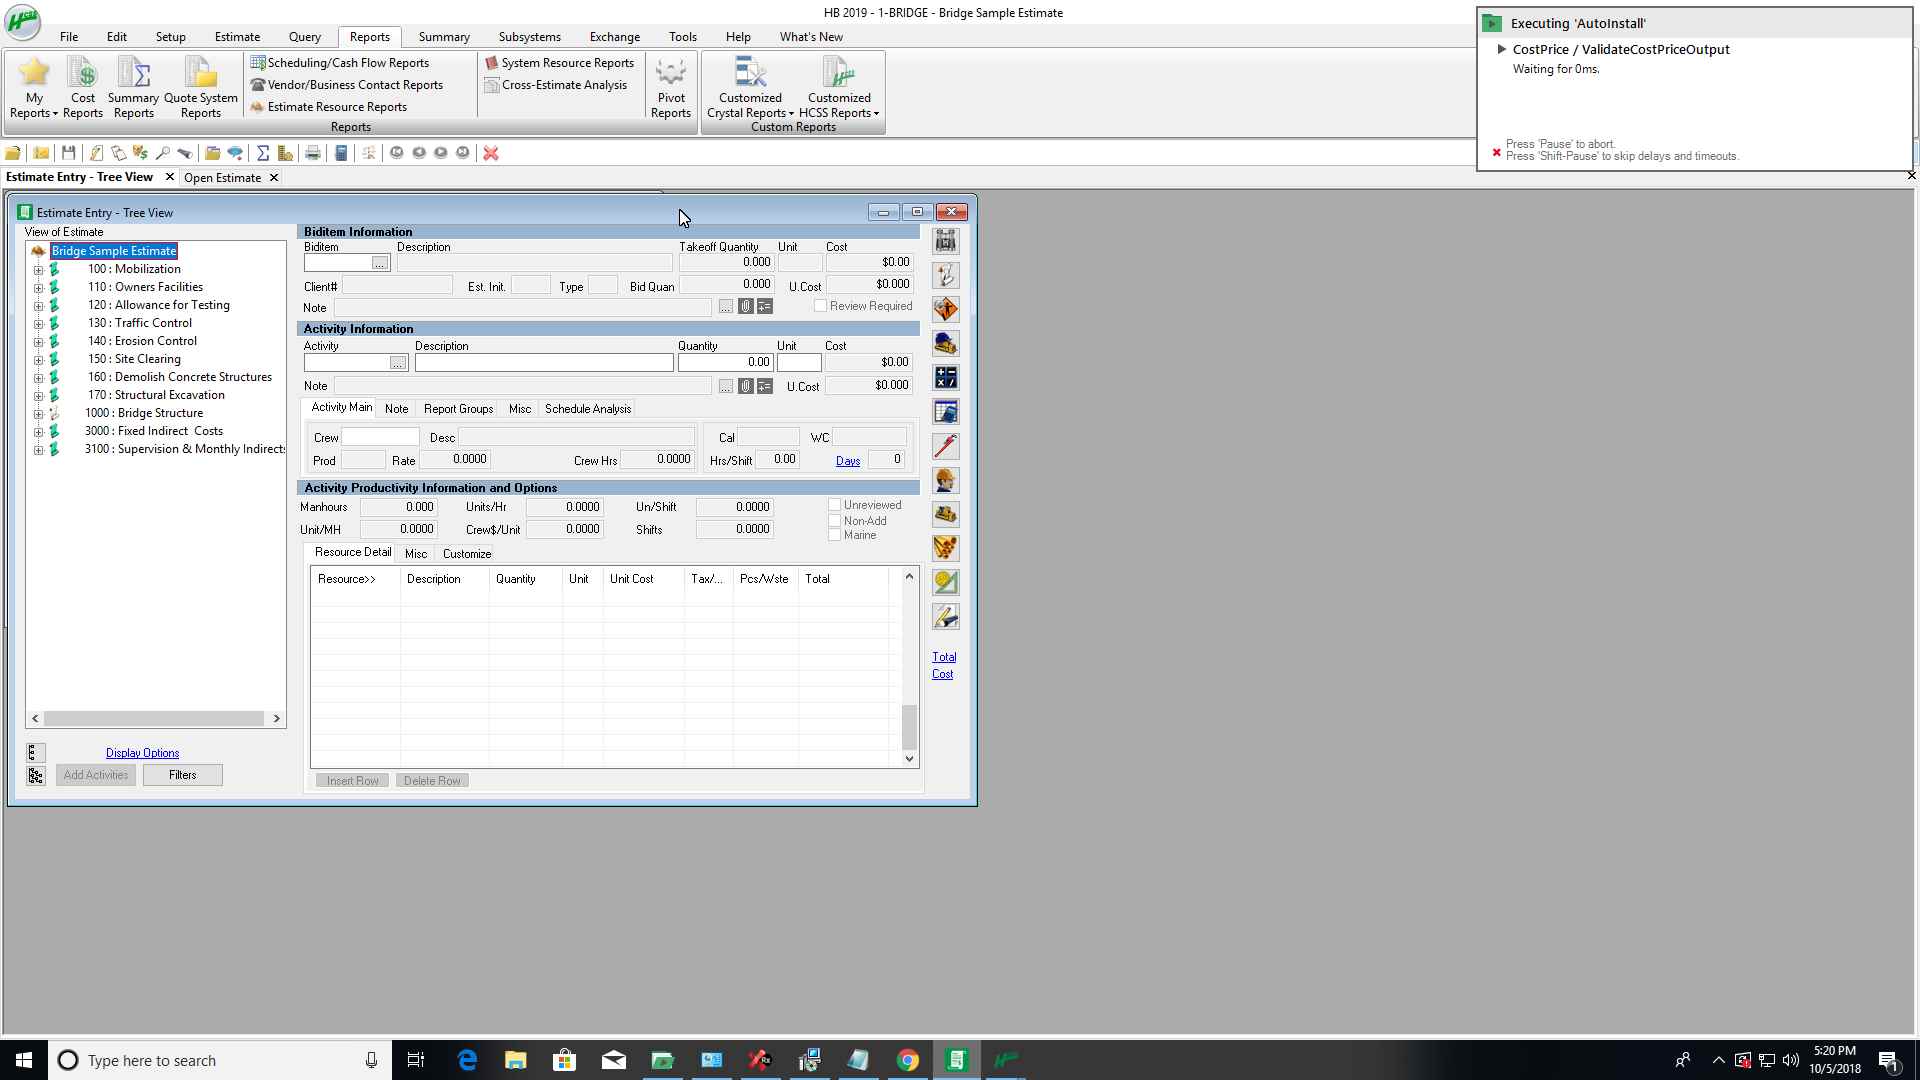 HB 2019 - 1-BRIDGE - Bridge Sample Estimate
HCSS
File Edit Setup Estimate Query Reports Summary Subsystems Exchange Tools Help What's New
My Reports
Cost Reports
Summary Reports
Quote System Reports
Scheduling/Cash Flow Reports
Vendor/Business Contact Reports
Estimate Resource Reports
System Resource Reports
Cross-Estimate Analysis
Pivot Reports
Customized Crystal Reports
Customized HCSS Reports
Reports
Custom Reports
Executing 'AutoInstall'
CostPrice / ValidateCostPriceOutput
Waiting for 0ms.
Press 'Pause' to abort.
Press 'Shift-Pause' to skip delays and timeouts.
Estimate Entry - Tree View
Open Estimate
Estimate Entry - Tree View
View of Estimate
Bridge Sample Estimate
100 : Mobilization
110 : Owners Facilities
120 : Allowance for Testing
130 : Traffic Control
140 : Erosion Control
150 : Site Clearing
160 : Demolish Concrete Structures
170 : Structural Excavation
1000 : Bridge Structure
3000 : Fixed Indirect Costs
3100 : Supervision & Monthly Indirects
Display Options
Add Activities
Filters
Biditem Information
Biditem Description Takeoff Quantity Unit Cost
... 0.000 $0.00
Client# Est. Init. Type Bid Quan 0.000 U.Cost $0.000
Note ... Review Required
Activity Information
Activity Description Quantity Unit Cost
... 0.00 $0.00
Note ... U.Cost $0.000
Activity Main Note Report Groups Misc Schedule Analysis
Crew Desc Cal WC
Prod Rate 0.0000 Crew Hrs 0.0000 Hrs/Shift 0.00 Days 0
Activity Productivity Information and Options
Manhours 0.000 Units/Hr 0.0000 Un/Shift 0.0000 Unreviewed
Non-Add
Unit/MH 0.0000 Crew$/Unit 0.0000 Shifts 0.0000 Marine
Resource Detail Misc Customize
Resource>> Description Quantity Unit Unit Cost Tax/... Pcs/Wste Total
Insert Row Delete Row
Total
Cost
Type here to search
5:20 PM
10/5/2018
1